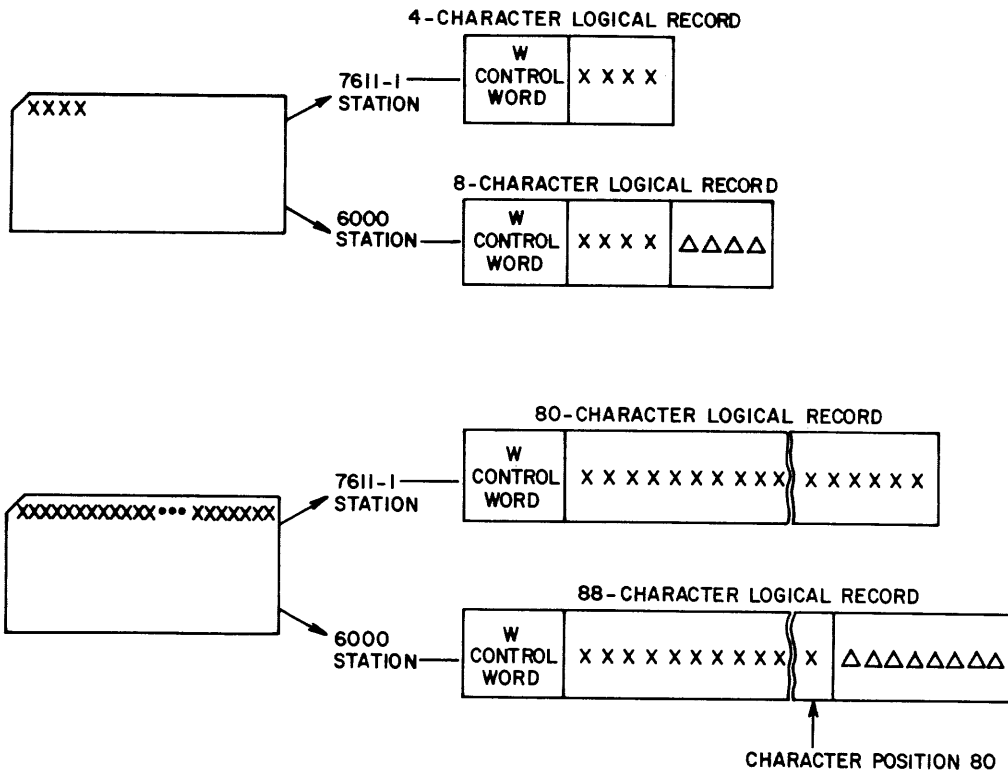 4-CHARACTER LOGICAL RECORD
XXXX
7611-1
STATION
W
CONTROL
WORD
X X X X
8-CHARACTER LOGICAL RECORD
6000
STATION
W
CONTROL
WORD
X X X X
ΔΔΔΔ
80-CHARACTER LOGICAL RECORD
XXXXXXXXXXXX••• XXXXXXX
7611-1
STATION
W
CONTROL
WORD
X X X X X X X X X X X X X X X X
88-CHARACTER LOGICAL RECORD
6000
STATION
W
CONTROL
WORD
X X X X X X X X X X X
ΔΔΔΔΔΔΔΔ
CHARACTER POSITION 80